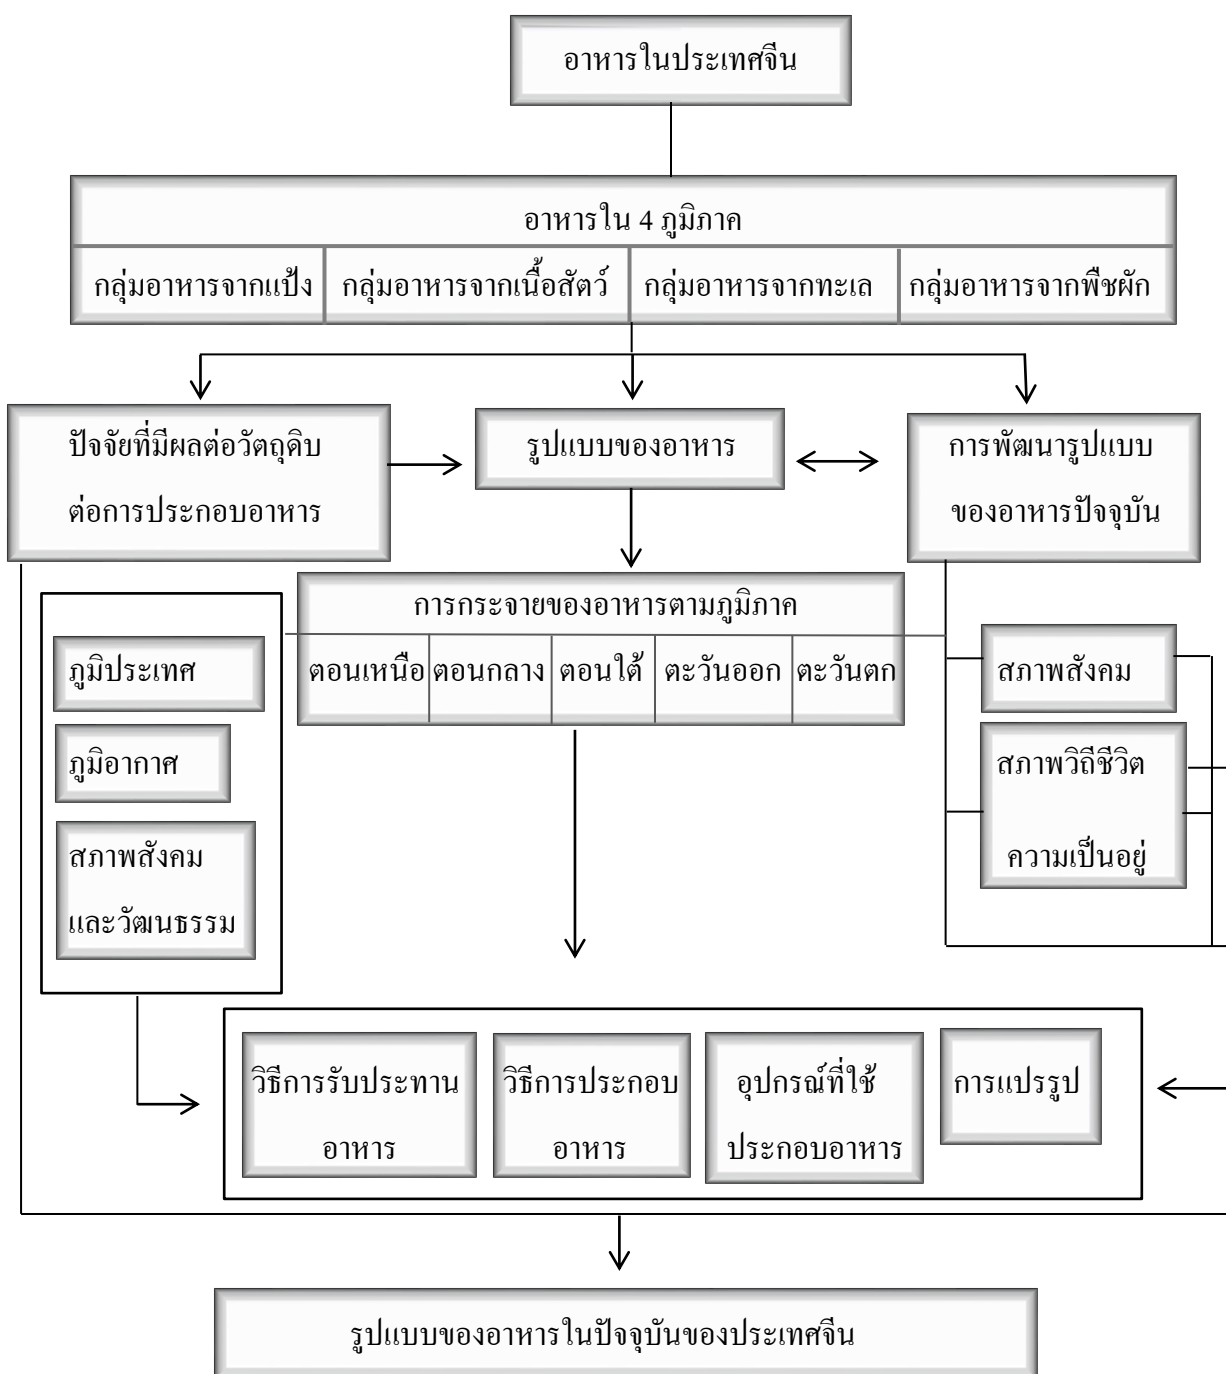 อาหารในประเทศจีน
อาหารใน 4 ภูมิภาค
กลุ่มอาหารจากแป้ง
กลุ่มอาหารจากเนื้อสัตว์
กลุ่มอาหารจากทะเล
กลุ่มอาหารจากพืชผัก
ปัจจัยที่มีผลต่อวัตถุดิบ
ต่อการประกอบอาหาร
รูปแบบของอาหาร
การพัฒนารูปแบบ
ของอาหารปัจจุบัน
การกระจายของอาหารตามภูมิภาค
ตอนเหนือ
ตอนกลาง
ตอนใต้
ตะวันออก
ตะวันตก
ภูมิประเทศ
ภูมิอากาศ
สภาพสังคม
และวัฒนธรรม
สภาพสังคม
สภาพวิถีชีวิต
ความเป็นอยู่
วิธีการรับประทาน
อาหาร
วิธีการประกอบ
อาหาร
อุปกรณ์ที่ใช้
ประกอบอาหาร
การแปรรูป
รูปแบบของอาหารในปัจจุบันของประเทศจีน